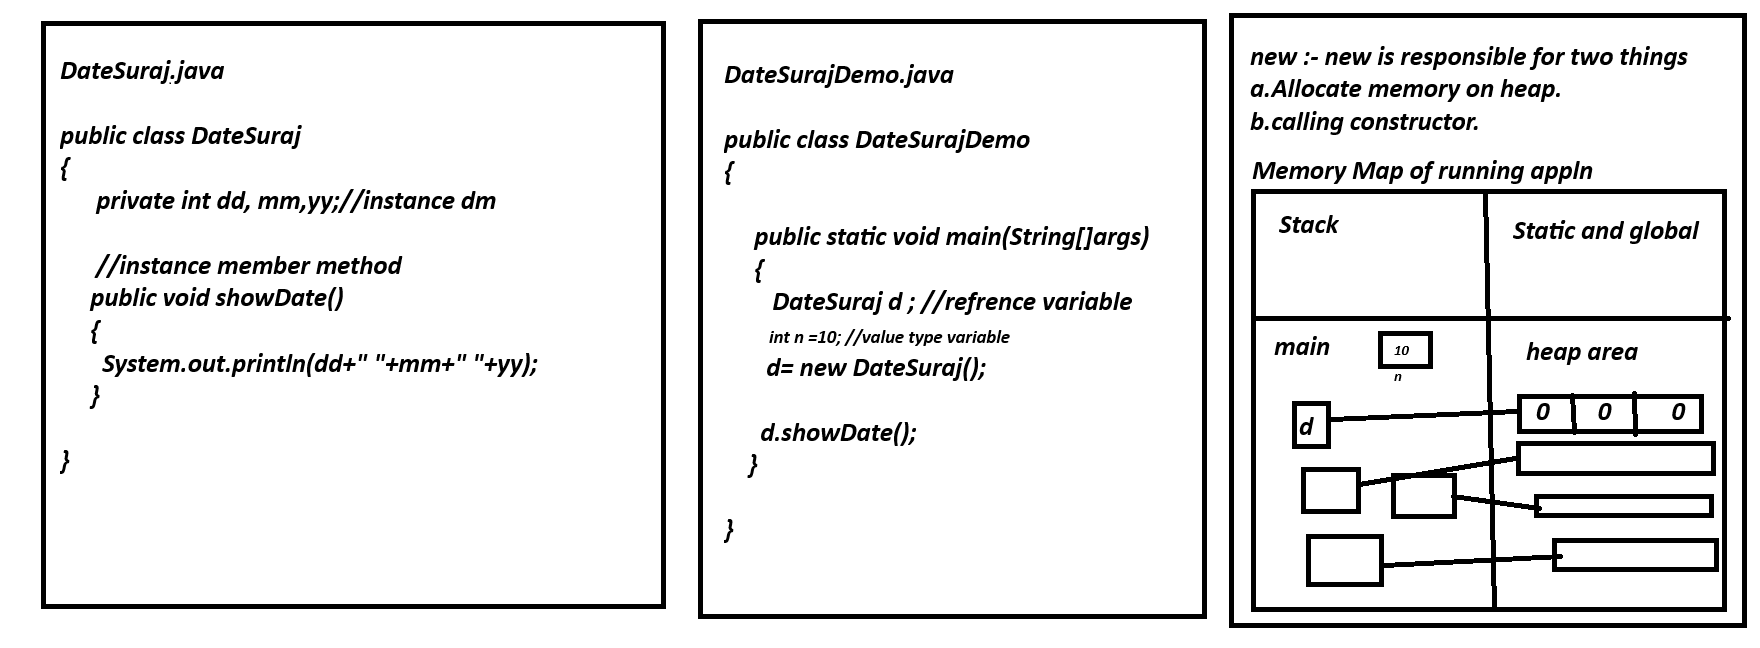 DateSuraj.java
public class DateSuraj
{
private int dd, mm,yy;//instance dm
//instance member method
public void showDate()
{
System.out.println(dd+" "+mm+" "+yy);
}
}
DateSurajDemo.java
public class DateSurajDemo
{
public static void main(String[]args)
{
DateSuraj d ; //refrence variable
int n =10; //value type variable
d= new DateSuraj();
d.showDate();
}
}
new :- new is responsible for two things
a.Allocate memory on heap.
b.calling constructor.
Memory Map of running appln
Stack
Static and global
main
10
n
heap area
d
0 0 0